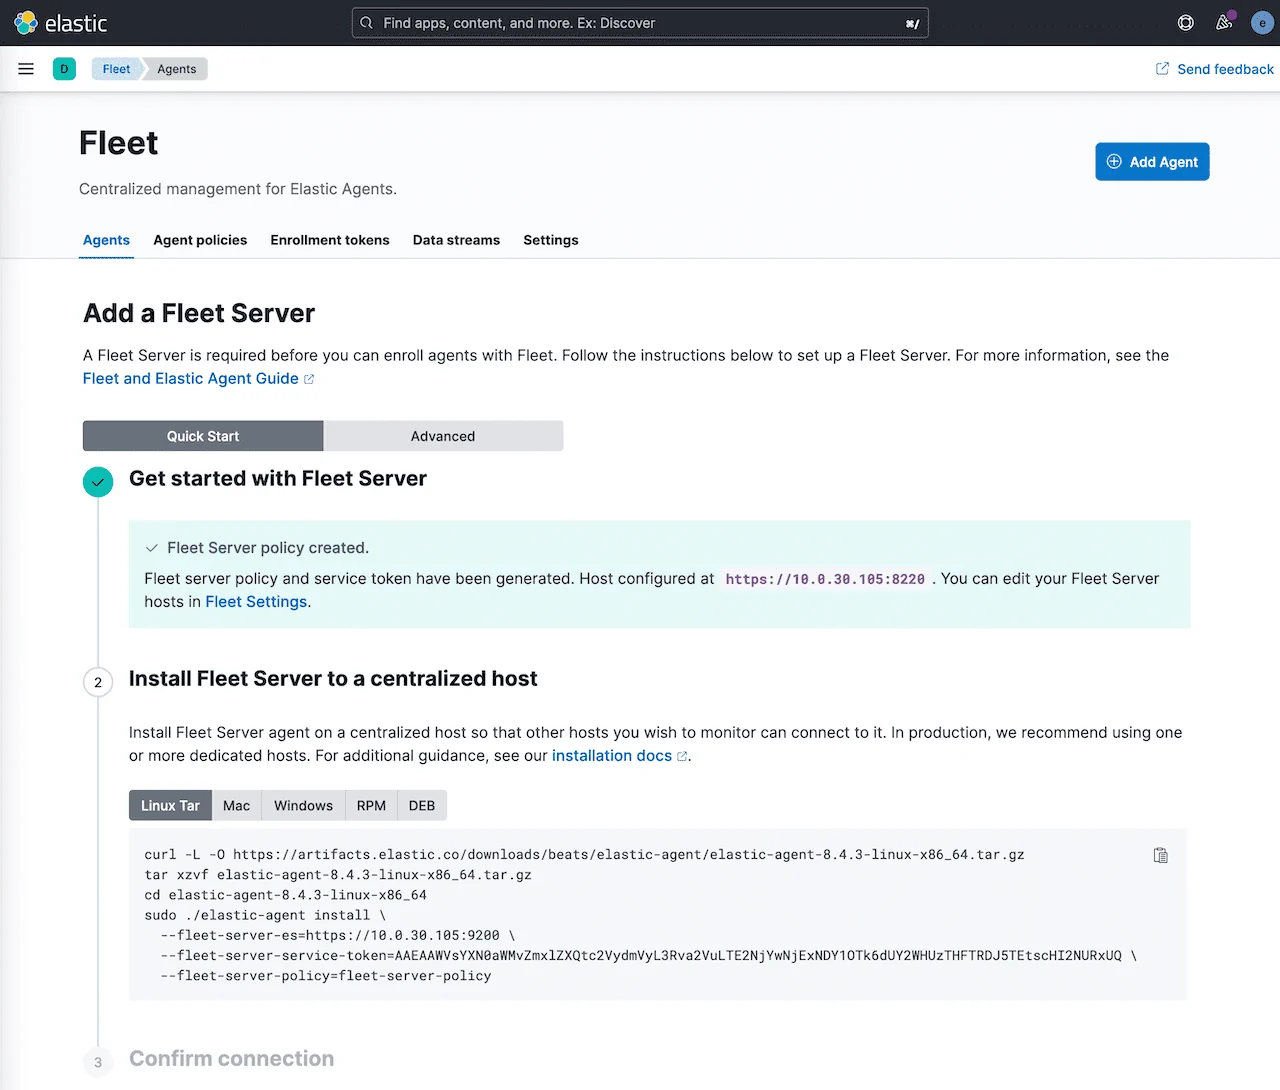 elastic
Find apps, content, and more. Ex: Discover
⌘/
e
D
Fleet
Agents
Send feedback
Fleet
Add Agent
Centralized management for Elastic Agents.
Agents
Agent policies
Enrollment tokens
Data streams
Settings
Add a Fleet Server
A Fleet Server is required before you can enroll agents with Fleet. Follow the instructions below to set up a Fleet Server. For more information, see the
Fleet and Elastic Agent Guide
Quick Start
Advanced
Get started with Fleet Server
Fleet Server policy created.
Fleet server policy and service token have been generated. Host configured at https://10.0.30.105:8220 . You can edit your Fleet Server
hosts in Fleet Settings.
2
Install Fleet Server to a centralized host
Install Fleet Server agent on a centralized host so that other hosts you wish to monitor can connect to it. In production, we recommend using one
or more dedicated hosts. For additional guidance, see our installation docs.
Linux Tar
Mac
Windows
RPM
DEB
curl -L -O https://artifacts.elastic.co/downloads/beats/elastic-agent/elastic-agent-8.4.3-linux-x86_64.tar.gz
tar xzvf elastic-agent-8.4.3-linux-x86_64.tar.gz
cd elastic-agent-8.4.3-linux-x86_64
sudo ./elastic-agent install \
--fleet-server-es=https://10.0.30.105:9200 \
--fleet-server-service-token=AAEAAWVsYXN0aWMvZmxlZXQtc2VydmVyL3Rva2VuLTE2NjYwNjExNDY1OTk6dUY2WHUzTHFTRDJ5TEtscHI2NURxUQ \
--fleet-server-policy=fleet-server-policy
3
Confirm connection